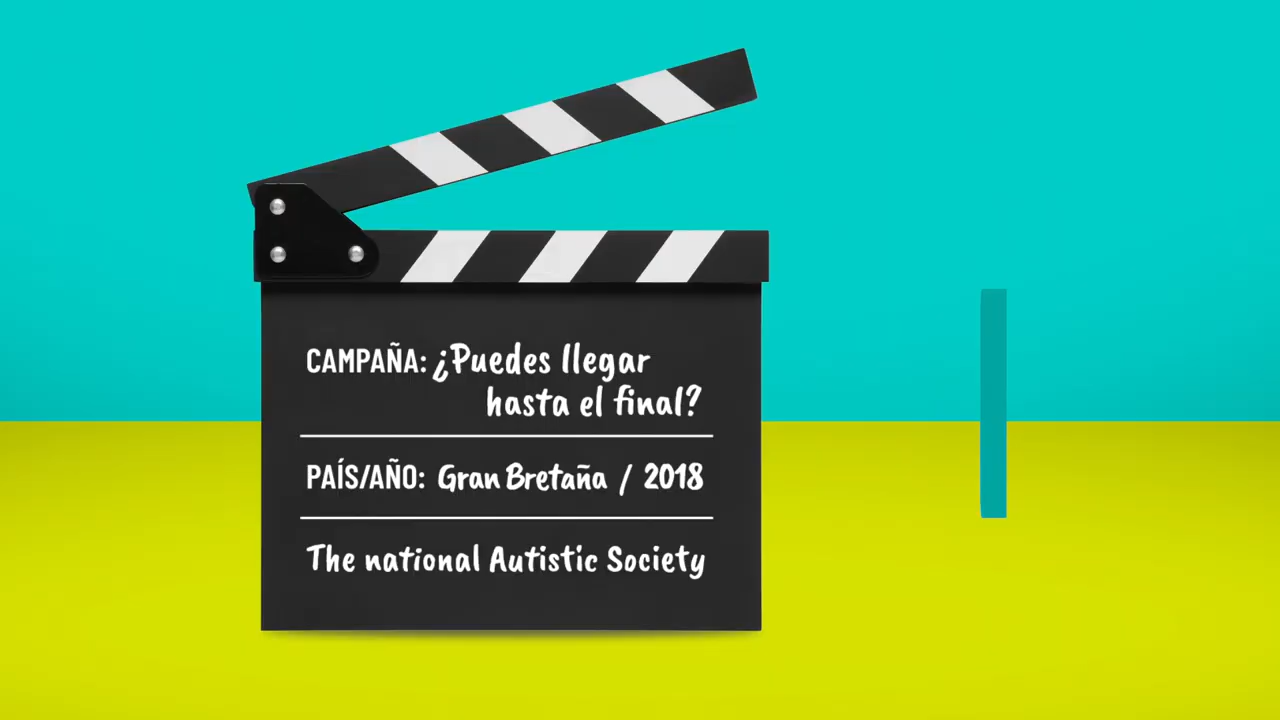 CAMPAÑA: ¿Puedes llegar
hasta el final?
PAÍS/AÑO: Gran Bretaña / 2018
The national Autistic Society